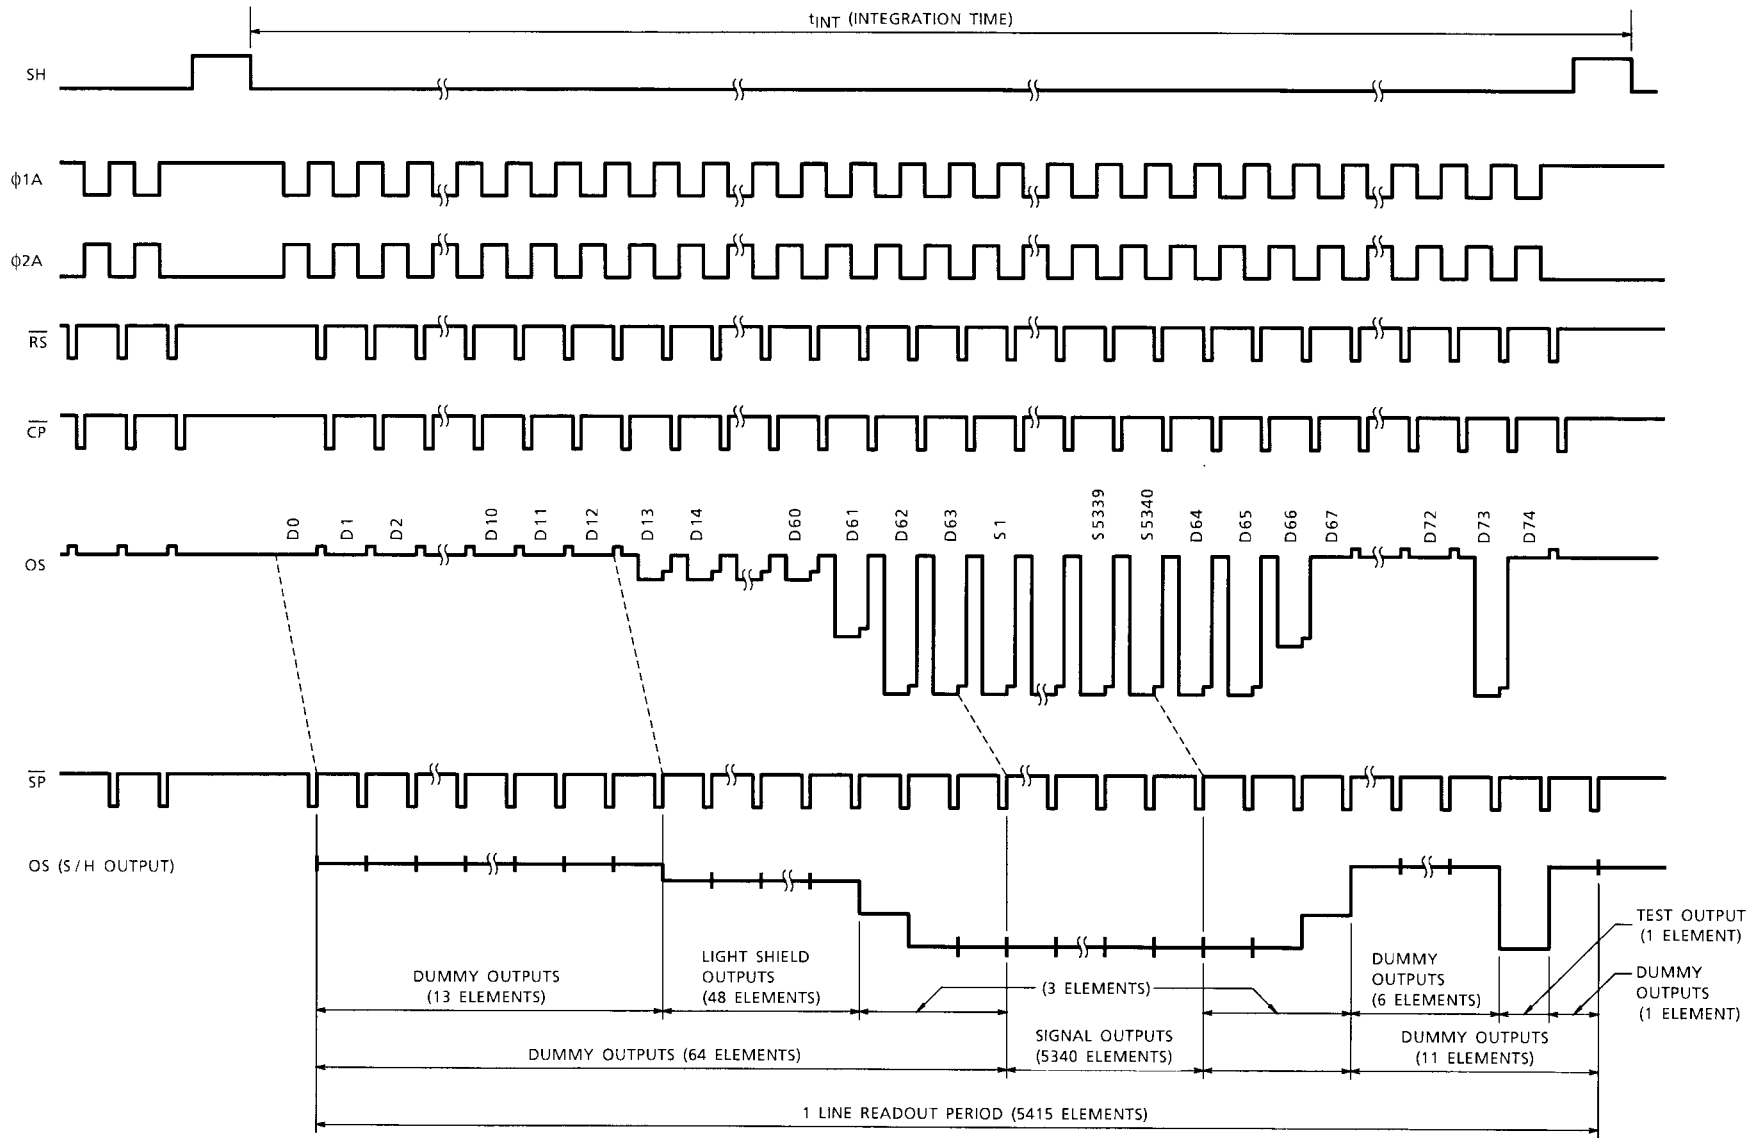 tINT (INTEGRATION TIME)
SH
ϕ1A
ϕ2A
RS
CP
D0
D1
D2
D10
D11
D12
D13
D14
D60
D61
D62
D63
S1
S5339
S5340
D64
D65
D66
D67
D72
D73
D74
OS
SP
OS (S/H OUTPUT)
DUMMY OUTPUTS
(13 ELEMENTS)
LIGHT SHIELD
OUTPUTS
(48 ELEMENTS)
(3 ELEMENTS)
DUMMY
OUTPUTS
(6 ELEMENTS)
TEST OUTPUT
(1 ELEMENT)
DUMMY
OUTPUTS
(1 ELEMENT)
DUMMY OUTPUTS (64 ELEMENTS)
SIGNAL OUTPUTS
(5340 ELEMENTS)
DUMMY OUTPUTS
(11 ELEMENTS)
1 LINE READOUT PERIOD (5415 ELEMENTS)